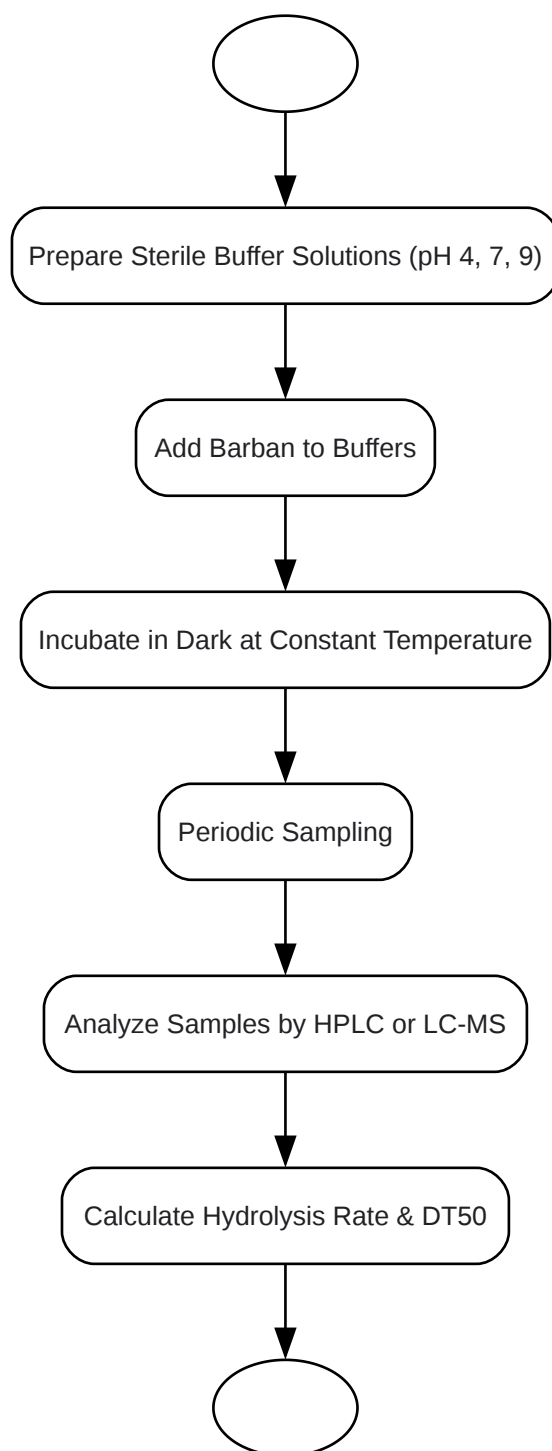 Prepare Sterile Buffer Solutions (pH 4, 7, 9)
Add Barban to Buffers
Incubate in Dark at Constant Temperature
Periodic Sampling
Analyze Samples by HPLC or LC-MS
Calculate Hydrolysis Rate & DT50